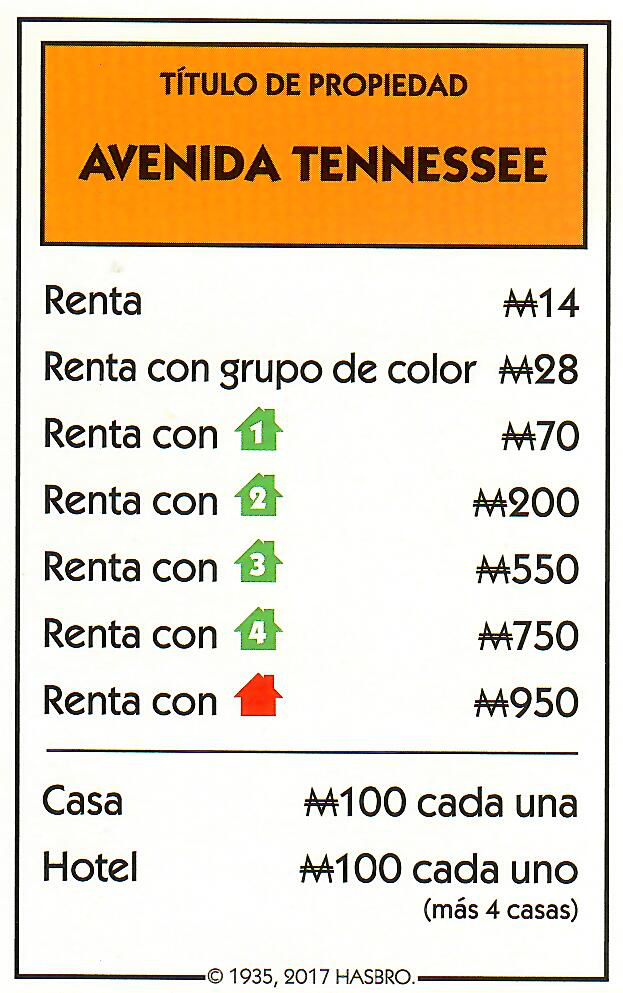 TÍTULO DE PROPIEDAD
AVENIDA TENNESSEE
Renta ₩14
Renta con grupo de color ₩28
Renta con 1 ₩70
Renta con 2 ₩200
Renta con 3 ₩550
Renta con 4 ₩750
Renta con ₩950
Casa ₩100 cada una
Hotel ₩100 cada uno
(más 4 casas)
© 1935, 2017 HASBRO.